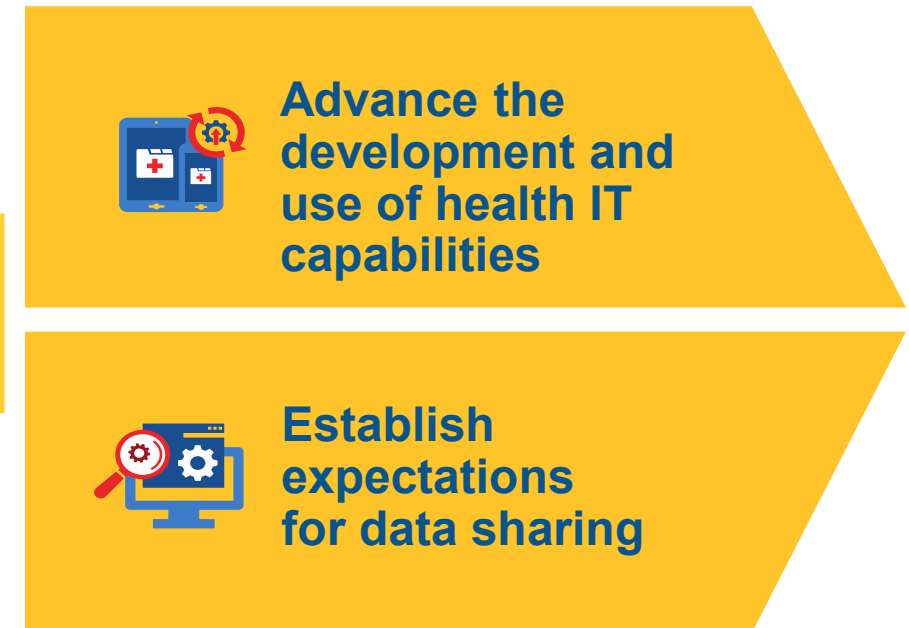 Advance the
development and
use of health IT
capabilities
Establish
expectations
for data sharing